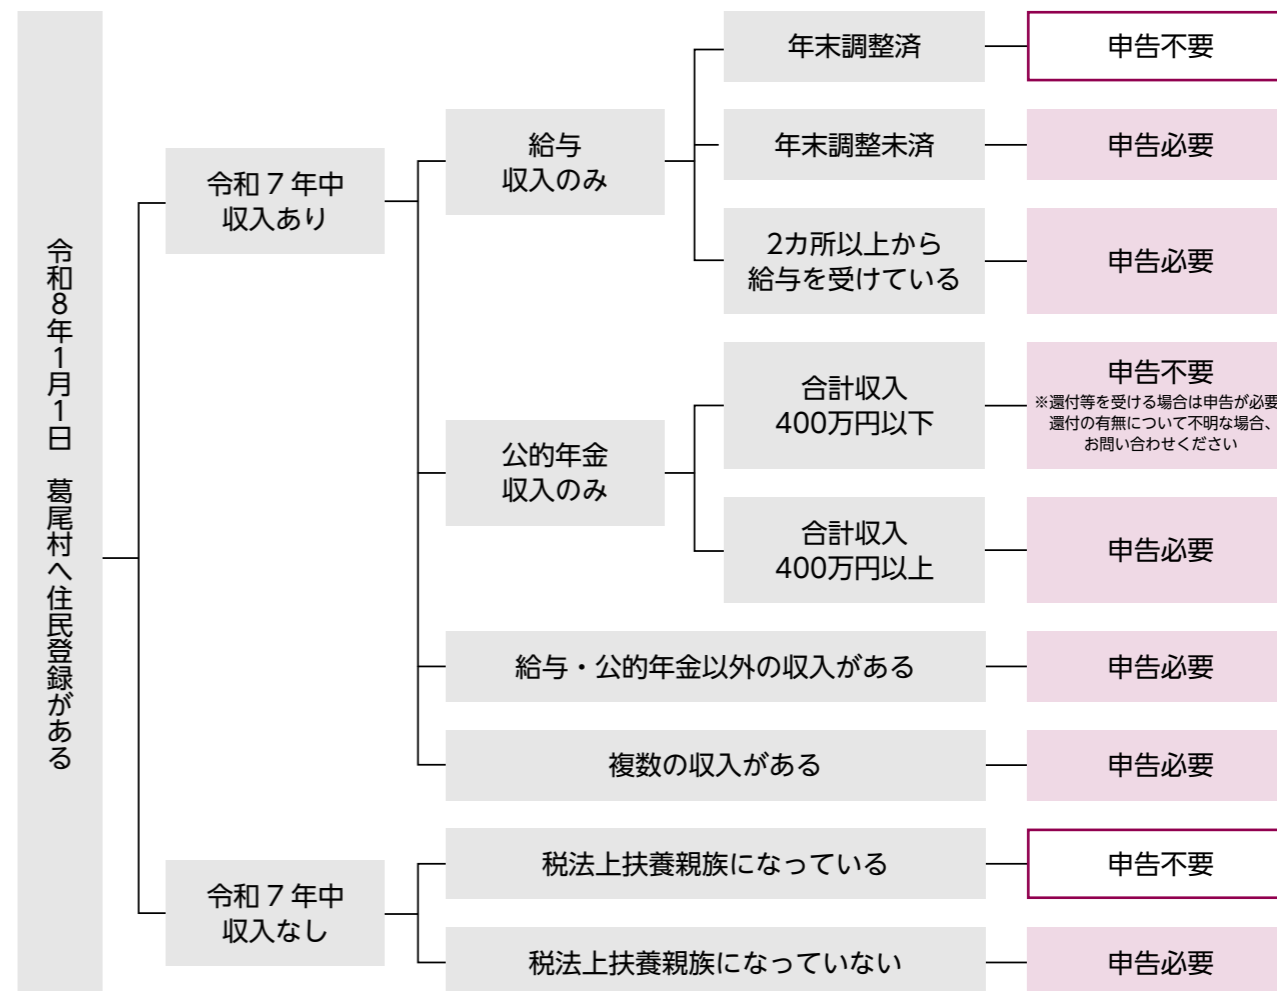 令和8年1月1日　葛尾村へ住民登録がある
令和７年中
収入あり
給与
収入のみ
年末調整済
申告不要
年末調整未済
申告必要
2カ所以上から
給与を受けている
申告必要
公的年金
収入のみ
合計収入
400万円以下
申告不要
※還付等を受ける場合は申告が必要
還付の有無について不明な場合、
お問い合わせください
合計収入
400万円以上
申告必要
給与・公的年金以外の収入がある
申告必要
複数の収入がある
申告必要
令和７年中
収入なし
税法上扶養親族になっている
申告不要
税法上扶養親族になっていない
申告必要